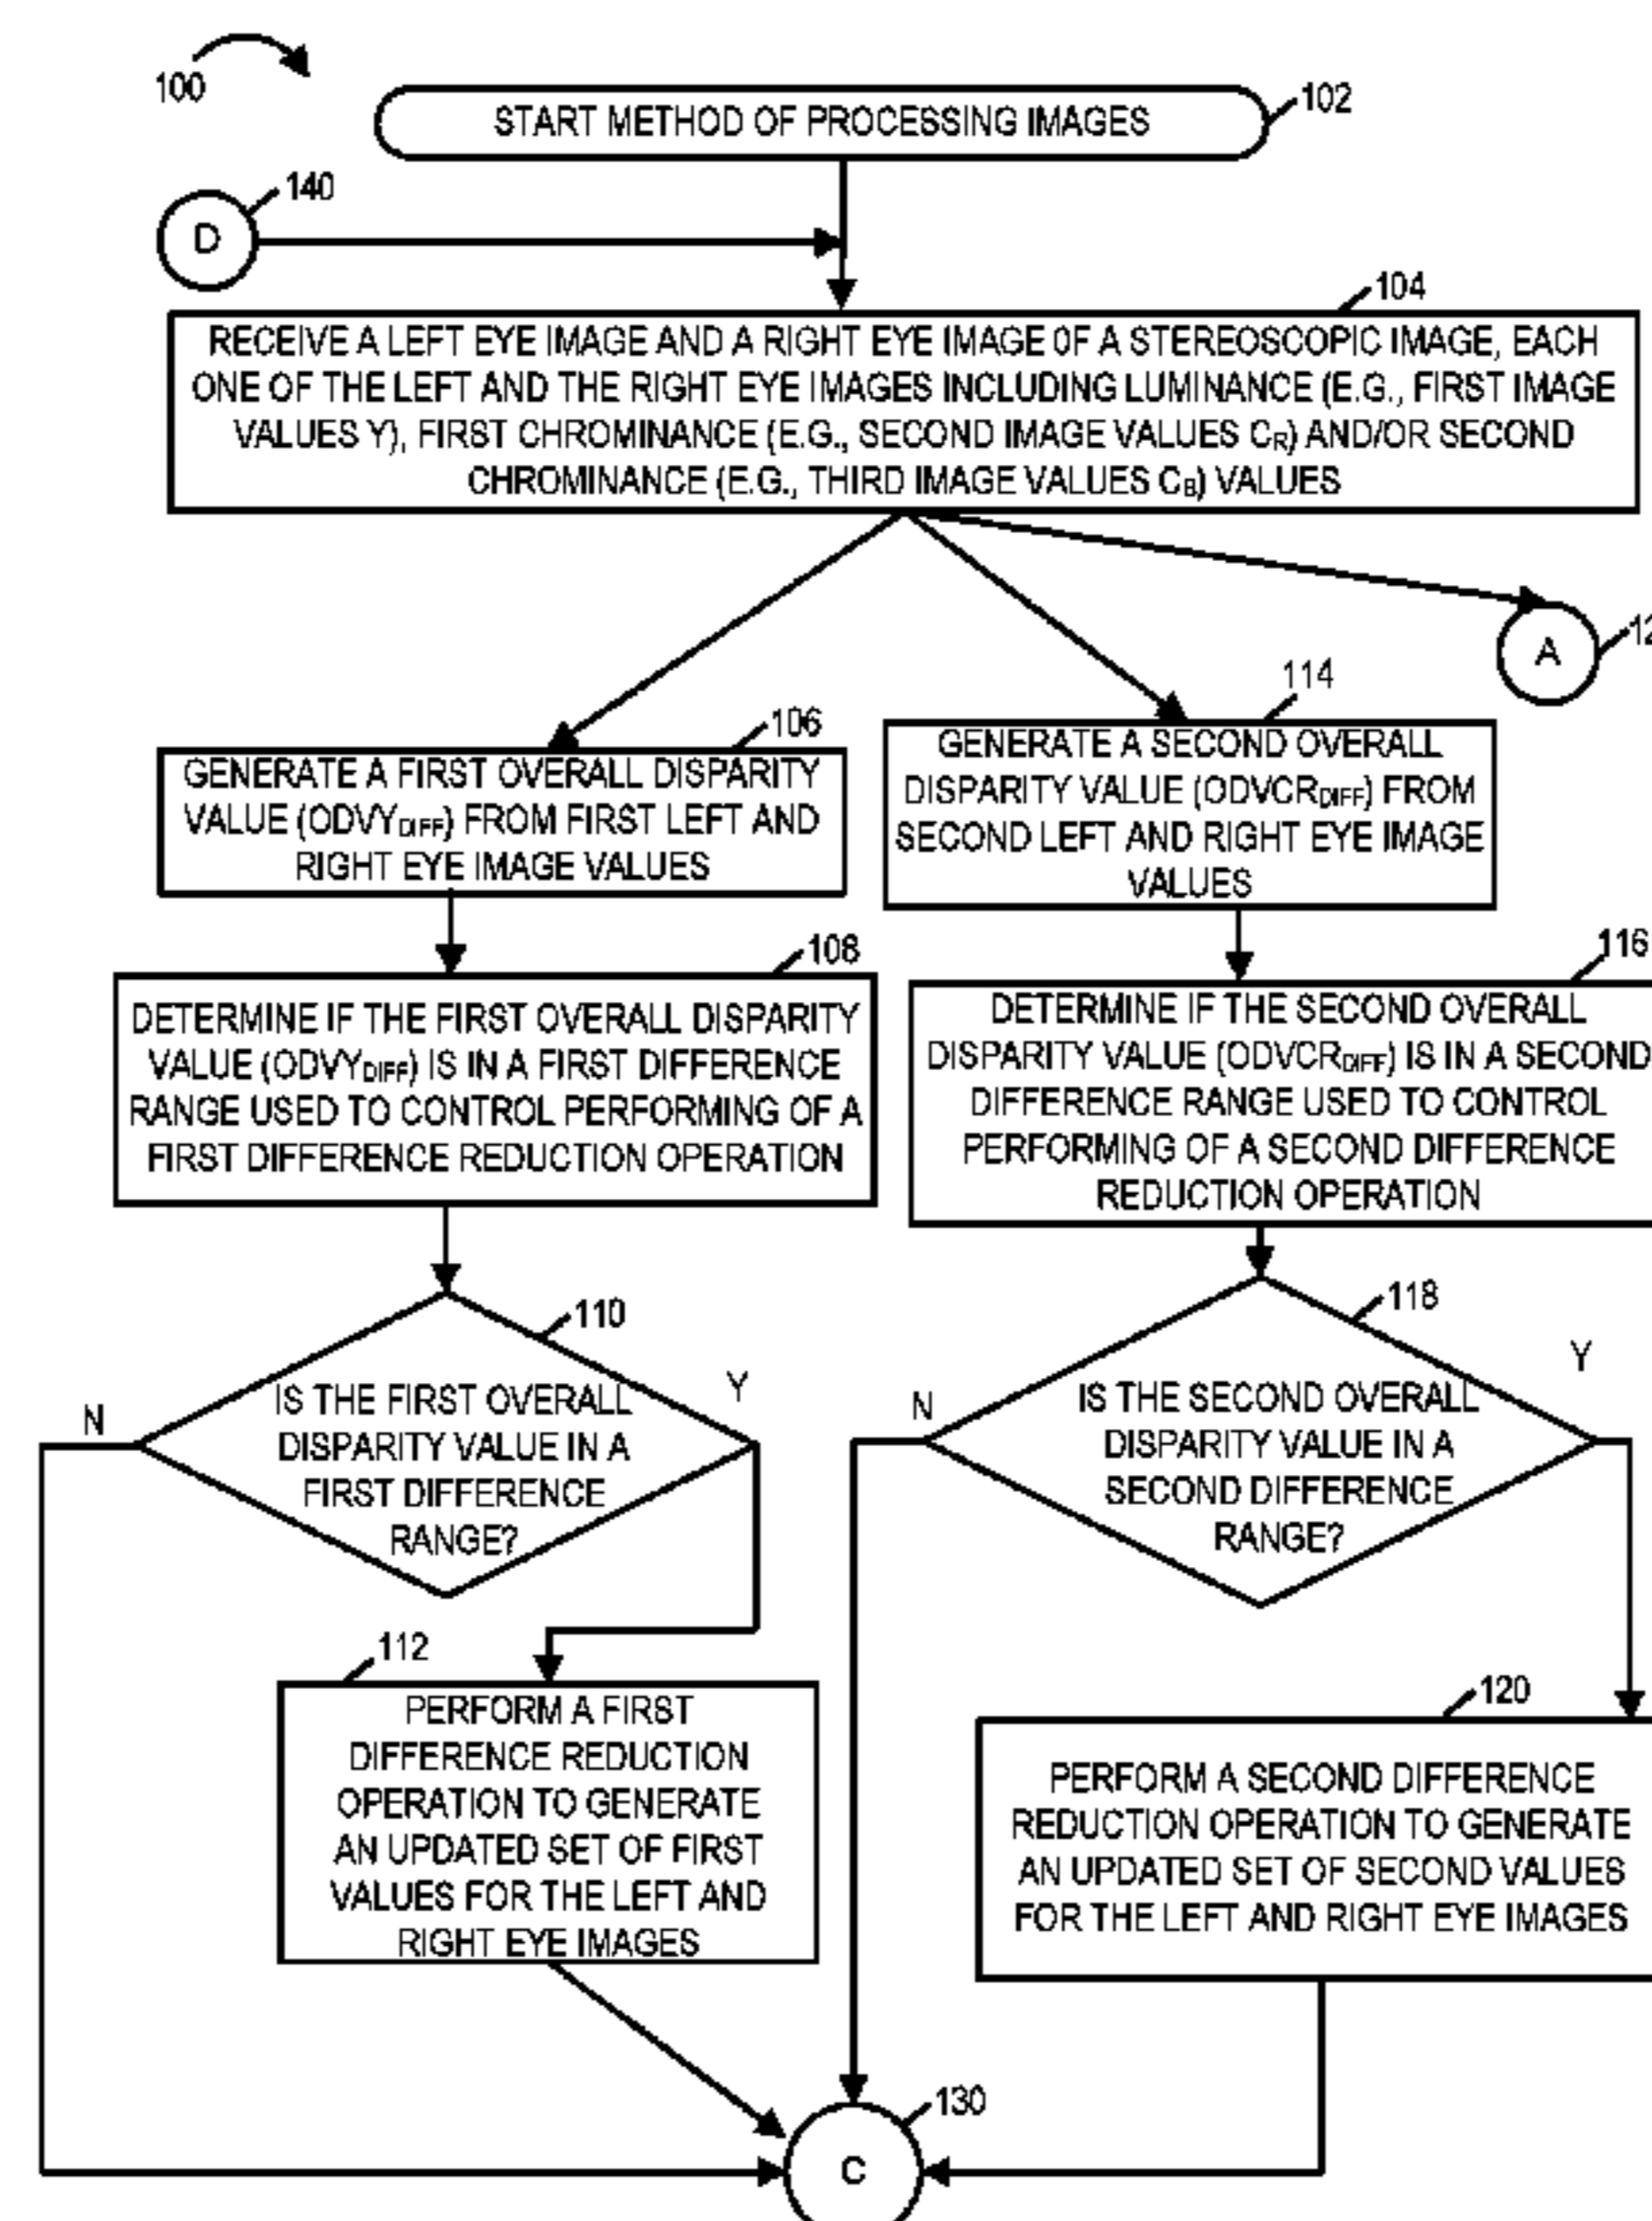 100
START METHOD OF PROCESSING IMAGES
102
140
D
104
RECEIVE A LEFT EYE IMAGE AND A RIGHT EYE IMAGE OF A STEREOSCOPIC IMAGE, EACH
ONE OF THE LEFT AND THE RIGHT EYE IMAGES INCLUDING LUMINANCE (E.G., FIRST IMAGE
VALUES Y), FIRST CHROMINANCE (E.G., SECOND IMAGE VALUES CR) AND/OR SECOND
CHROMINANCE (E.G., THIRD IMAGE VALUES CB) VALUES
A
106
GENERATE A FIRST OVERALL DISPARITY
VALUE (ODVYDIFF) FROM FIRST LEFT AND
RIGHT EYE IMAGE VALUES
114
GENERATE A SECOND OVERALL
DISPARITY VALUE (ODVCRDIFF) FROM
SECOND LEFT AND RIGHT EYE IMAGE
VALUES
108
DETERMINE IF THE FIRST OVERALL DISPARITY
VALUE (ODVYDIFF) IS IN A FIRST DIFFERENCE
RANGE USED TO CONTROL PERFORMING OF A
FIRST DIFFERENCE REDUCTION OPERATION
116
DETERMINE IF THE SECOND OVERALL
DISPARITY VALUE (ODVCRDIFF) IS IN A SECOND
DIFFERENCE RANGE USED TO CONTROL
PERFORMING OF A SECOND DIFFERENCE
REDUCTION OPERATION
110
N
Y
IS THE FIRST OVERALL
DISPARITY VALUE IN A
FIRST DIFFERENCE
RANGE?
118
N
Y
IS THE SECOND OVERALL
DISPARITY VALUE IN A
SECOND DIFFERENCE
RANGE?
112
PERFORM A FIRST
DIFFERENCE REDUCTION
OPERATION TO GENERATE
AN UPDATED SET OF FIRST
VALUES FOR THE LEFT AND
RIGHT EYE IMAGES
120
PERFORM A SECOND DIFFERENCE
REDUCTION OPERATION TO GENERATE
AN UPDATED SET OF SECOND VALUES
FOR THE LEFT AND RIGHT EYE IMAGES
130
C